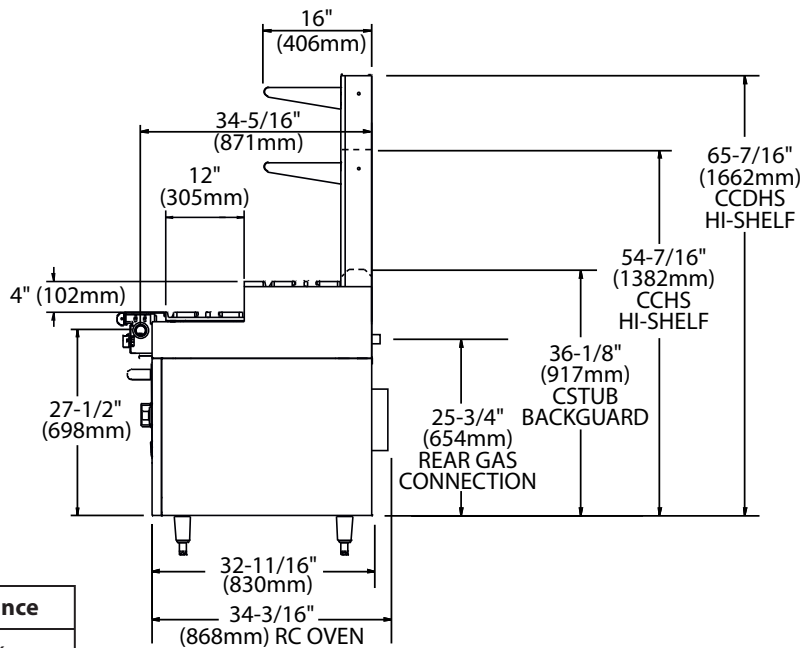 16"
(406mm)
34-5/16"
(871mm)
12"
(305mm)
4" (102mm)
65-7/16"
(1662mm)
CCDHS
HI-SHELF
54-7/16"
(1382mm)
CCHS
HI-SHELF
36-1/8"
(917mm)
CSTUB
BACKGUARD
27-1/2"
(698mm)
25-3/4"
(654mm)
REAR GAS
CONNECTION
32-11/16"
(830mm)
34-3/16"
(868mm) RC OVEN